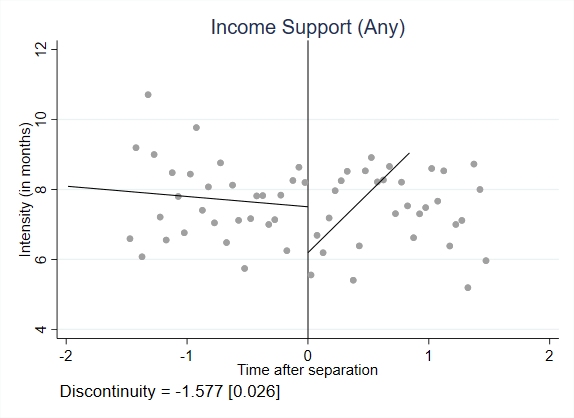 Income Support (Any)
Intensity (in months)
12
10
8
6
4
-2
-1
0
1
2
Time after separation
Discontinuity = -1.577 [0.026]